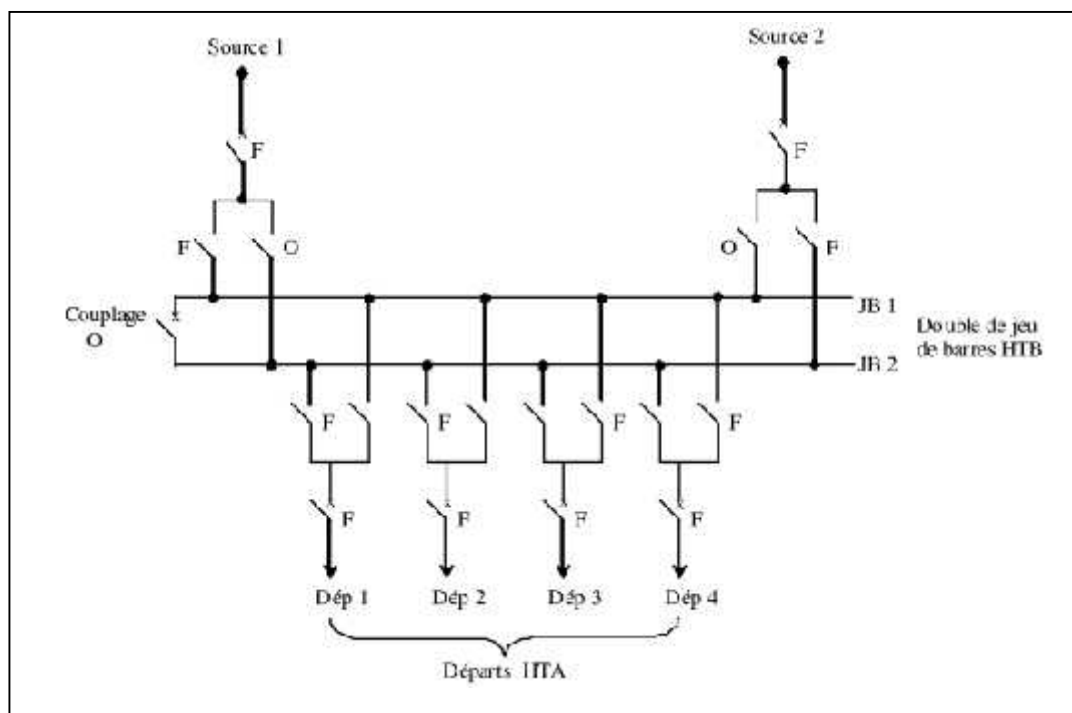 Source 1
Source 2
F
F
F
O
O
F
Couplage
O
JB 1
JB 2
Double de jeu
de barres HTB
F
F
F
F
F
F
F
F
Dép 1
Dép 2
Dép 3
Dép 4
Départs HTA